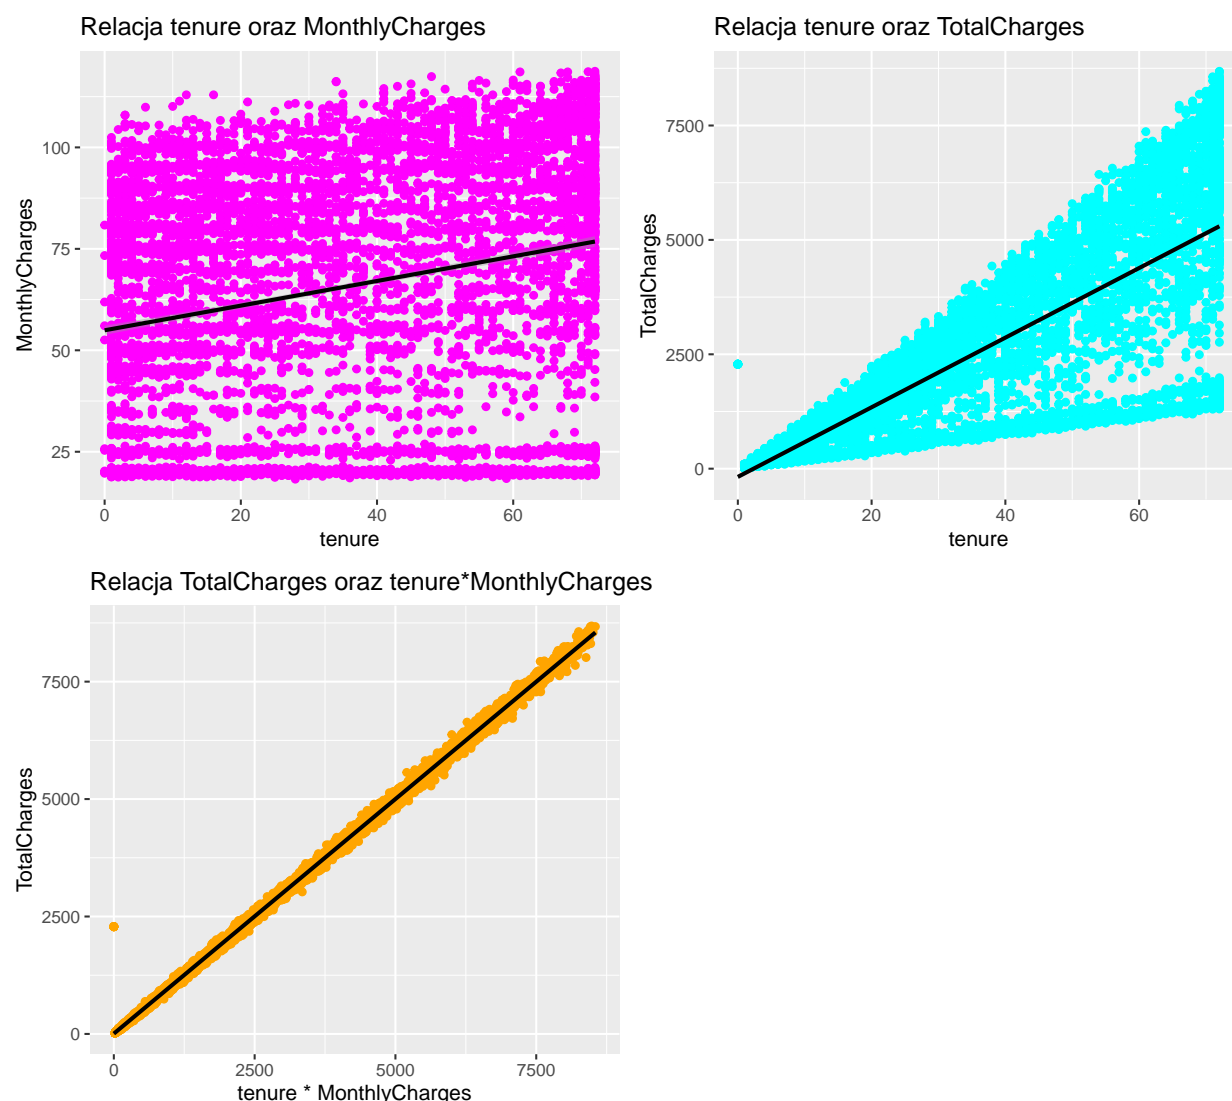 Relacja tenure oraz MonthlyCharges
MonthlyCharges
100
75
50
25
0 20 40 60
tenure
Relacja tenure oraz TotalCharges
TotalCharges
7500
5000
2500
0
0 20 40 60
tenure
Relacja TotalCharges oraz tenure*MonthlyCharges
TotalCharges
7500
5000
2500
0
0 2500 5000 7500
tenure * MonthlyCharges